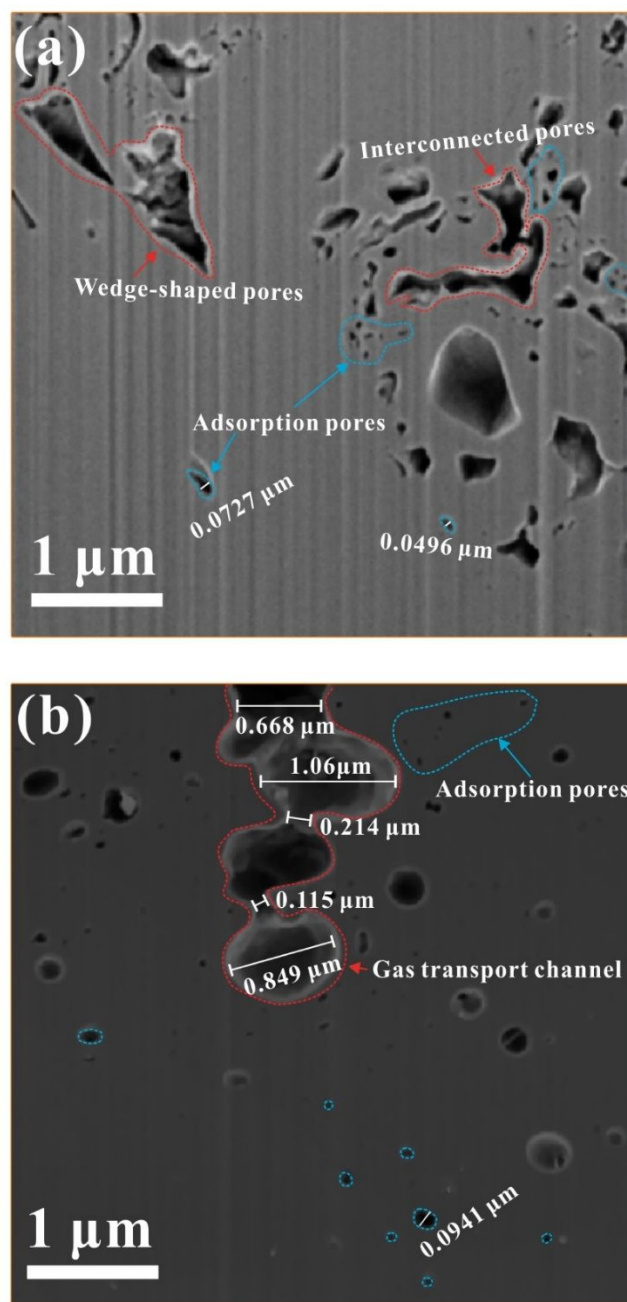 (a)
Interconnected pores
Wedge-shaped pores
Adsorption pores
0.0727 μm
0.0496 μm
1 μm
(b)
0.668 μm
1.06μm
Adsorption pores
0.214 μm
0.115 μm
Gas transport channel
0.849 μm
0.0941 μm
1 μm